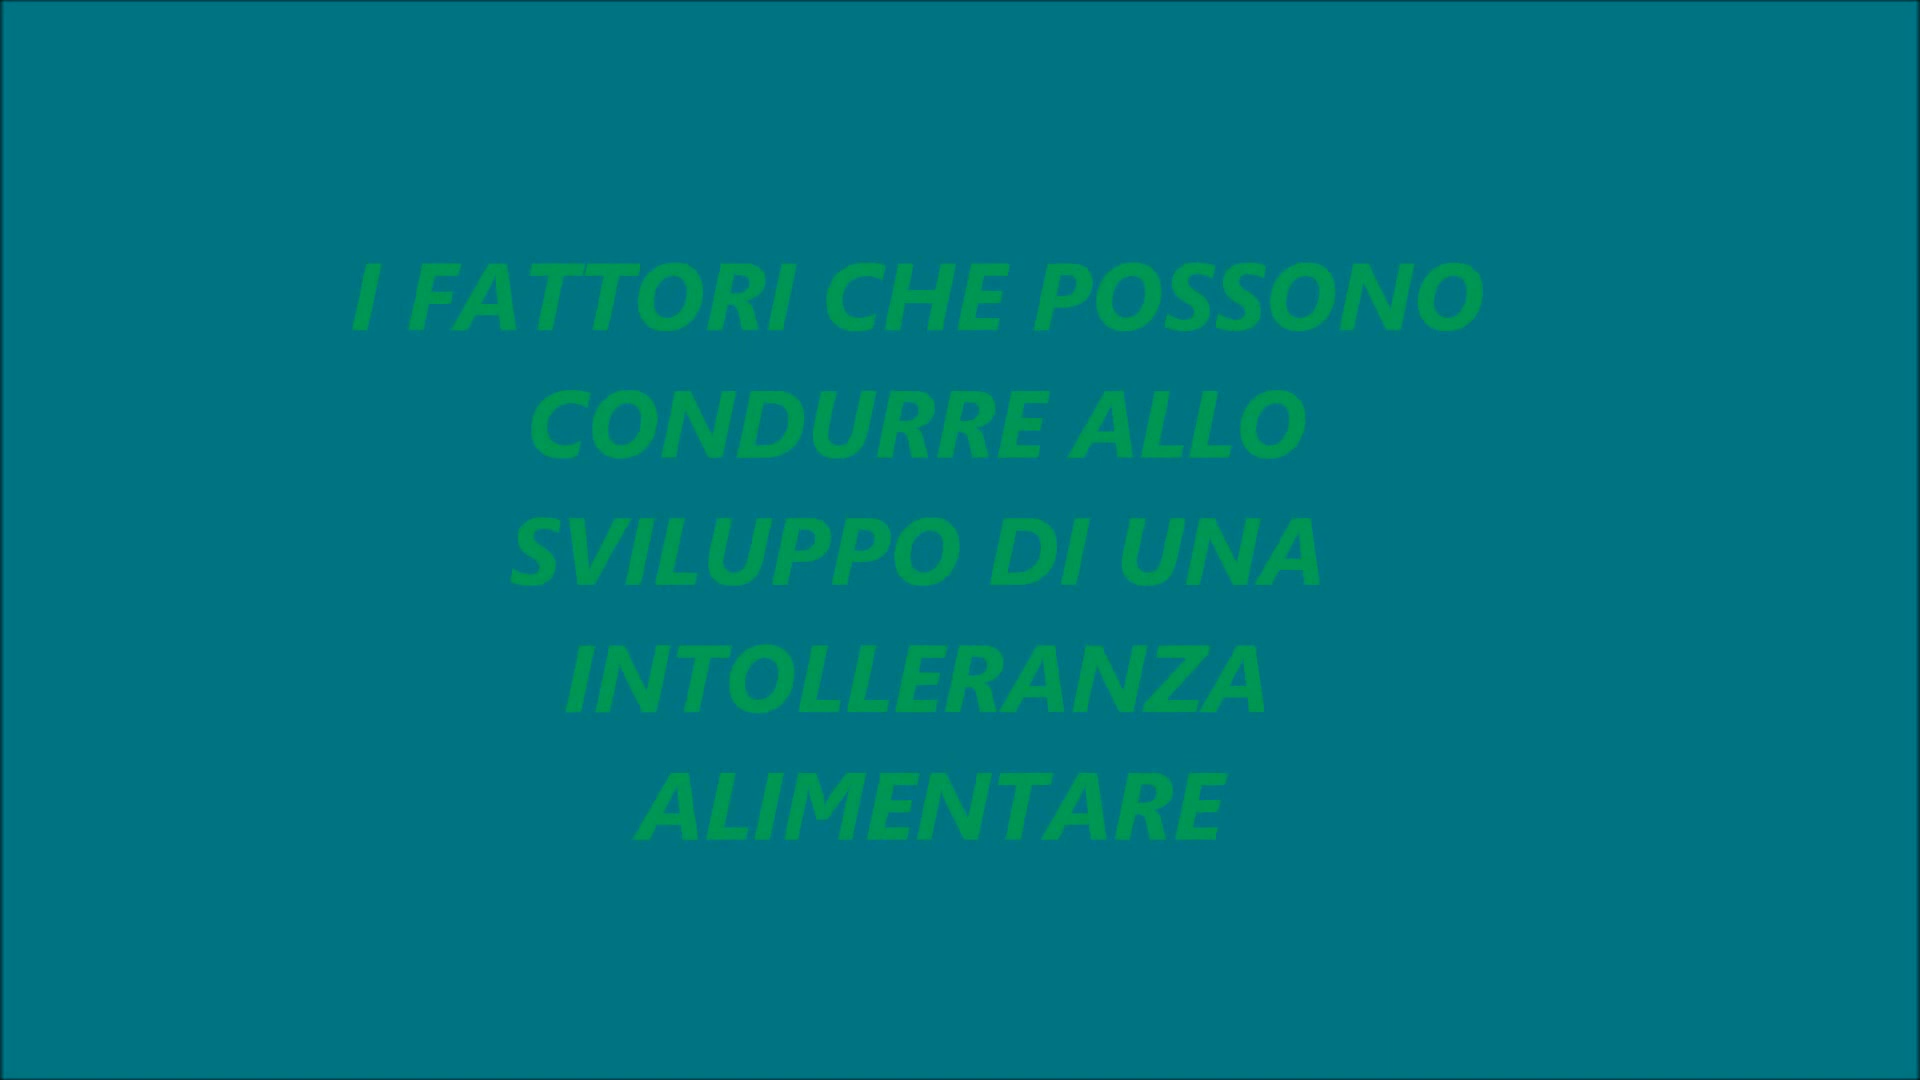 I FATTORI CHE POSSONO
CONDURRE ALLO
SVILUPPO DI UNA
INTOLLERANZA
ALIMENTARE